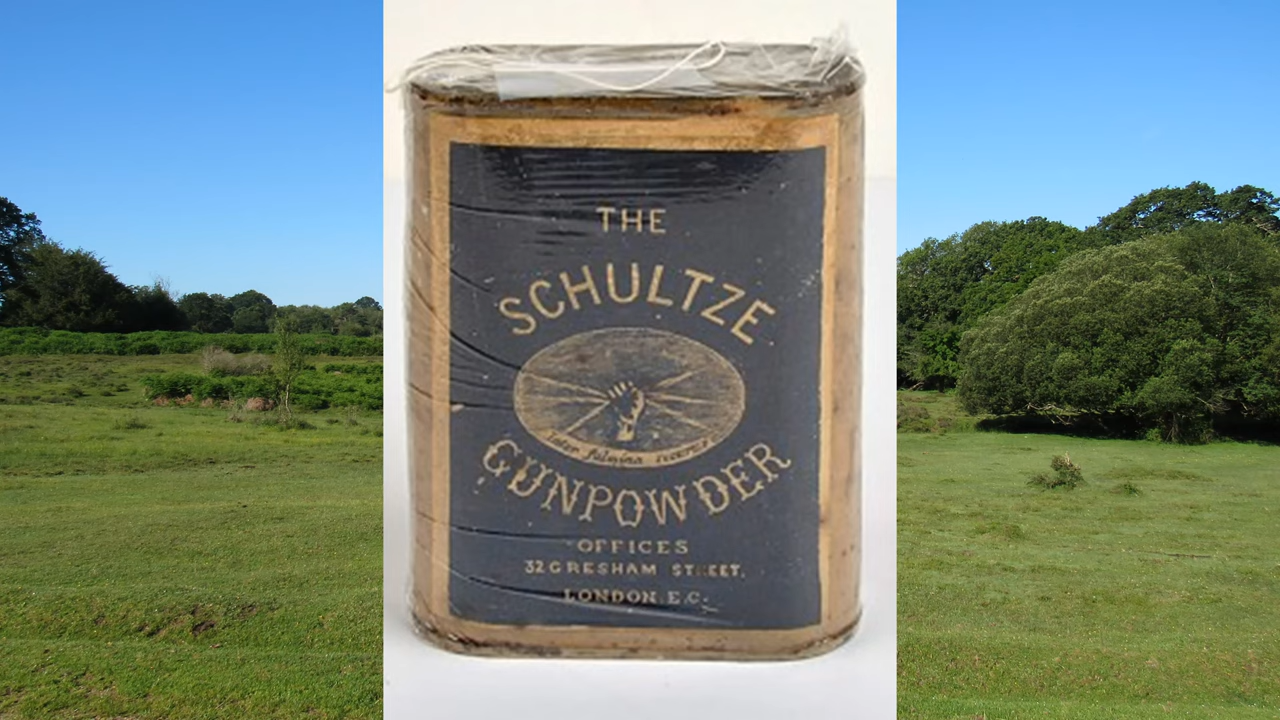 THE
SCHULTZE
GUNPOWDER
OFFICES
32 GRESHAM STREET,
LONDON. E.C.